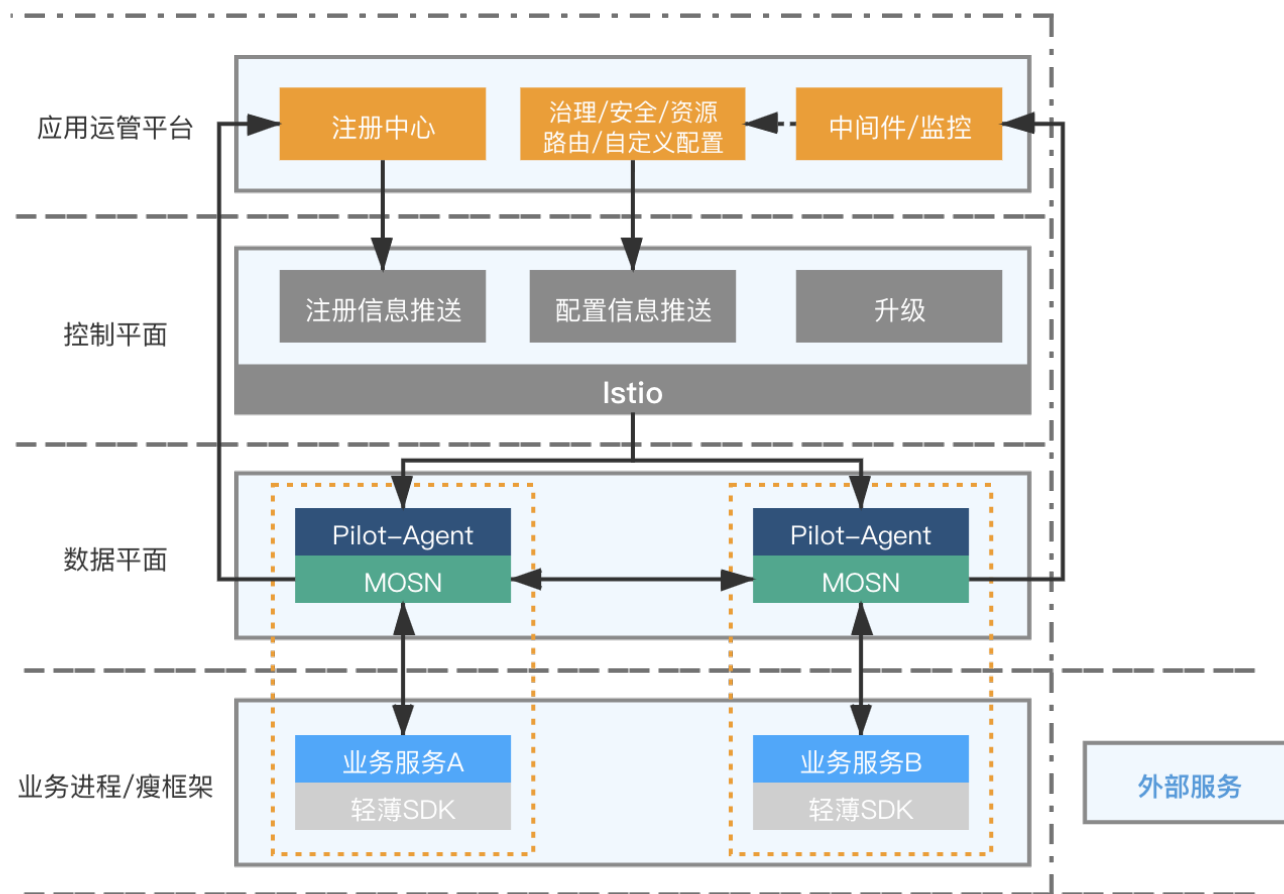 应用运管平台
注册中心
治理/安全/资源
路由/自定义配置
中间件/监控
控制平面
注册信息推送
配置信息推送
升级
Istio
数据平面
Pilot-Agent
MOSN
Pilot-Agent
MOSN
业务进程/瘦框架
业务服务A
轻薄SDK
业务服务B
轻薄SDK
外部服务